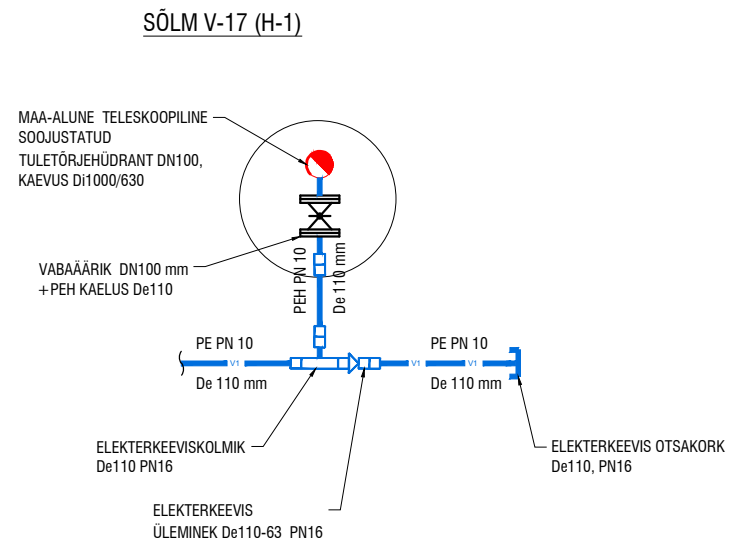 SÕLM V-17 (H-1)
MAA-ALUNE TELESKOOPILINE
SOOJUSTATUD
TULETÕRJEHÜDRANT DN100,
KAEVUS Di1000/630
VABAÄÄRIK DN100 mm
+PEH KAELUS De110
PEH PN 10
De 110 mm
PE PN 10
V1
De 110 mm
PE PN 10
V1
V1
De 110 mm
ELEKTERKEEVISKOLMIK
De110 PN16
ELEKTERKEEVIS OTSAKORK
De110, PN16
ELEKTERKEEVIS
ÜLEMINEK De110-63 PN16